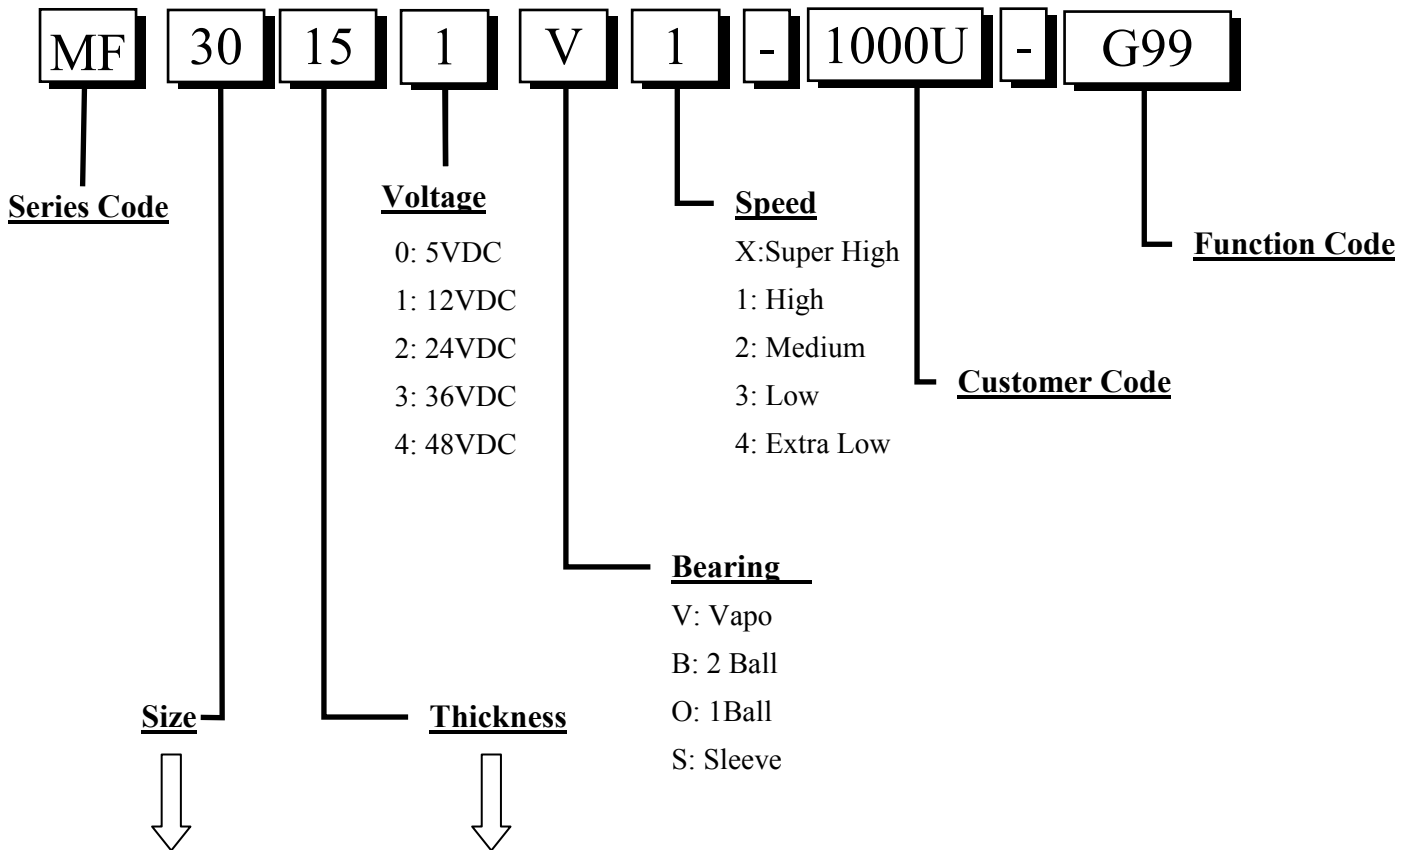 MF 30 15 1 V 1 - 1000U - G99
Series Code
Voltage
0: 5VDC
1: 12VDC
2: 24VDC
3: 36VDC
4: 48VDC
Speed
X:Super High
1: High
2: Medium
3: Low
4: Extra Low
Function Code
Customer Code
Bearing
V: Vapo
B: 2 Ball
O: 1Ball
S: Sleeve
Size
Thickness